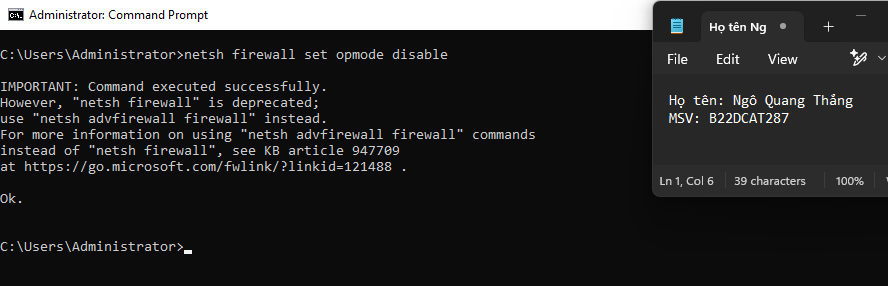 Administrator: Command Prompt
C:\Users\Administrator>netsh firewall set opmode disable
IMPORTANT: Command executed successfully.
However, "netsh firewall" is deprecated;
use "netsh advfirewall firewall" instead.
For more information on using "netsh advfirewall firewall" commands
instead of "netsh firewall", see KB article 947709
at https://go.microsoft.com/fwlink/?linkid=121488 .
Ok.
C:\Users\Administrator>
Họ tên Ng
File Edit View
Họ tên: Ngô Quang Thắng
MSV: B22DCAT287
Ln 1, Col 6 39 characters 100%